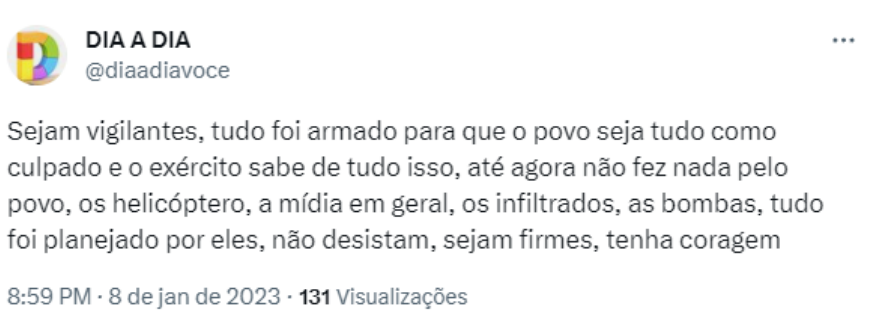 DIA A DIA
@diaadiavoce
Sejam vigilantes, tudo foi armado para que o povo seja tudo como
culpado e o exército sabe de tudo isso, até agora não fez nada pelo
povo, os helicóptero, a mídia em geral, os infiltrados, as bombas, tudo
foi planejado por eles, não desistam, sejam firmes, tenha coragem
8:59 PM · 8 de jan de 2023 · 131 Visualizações